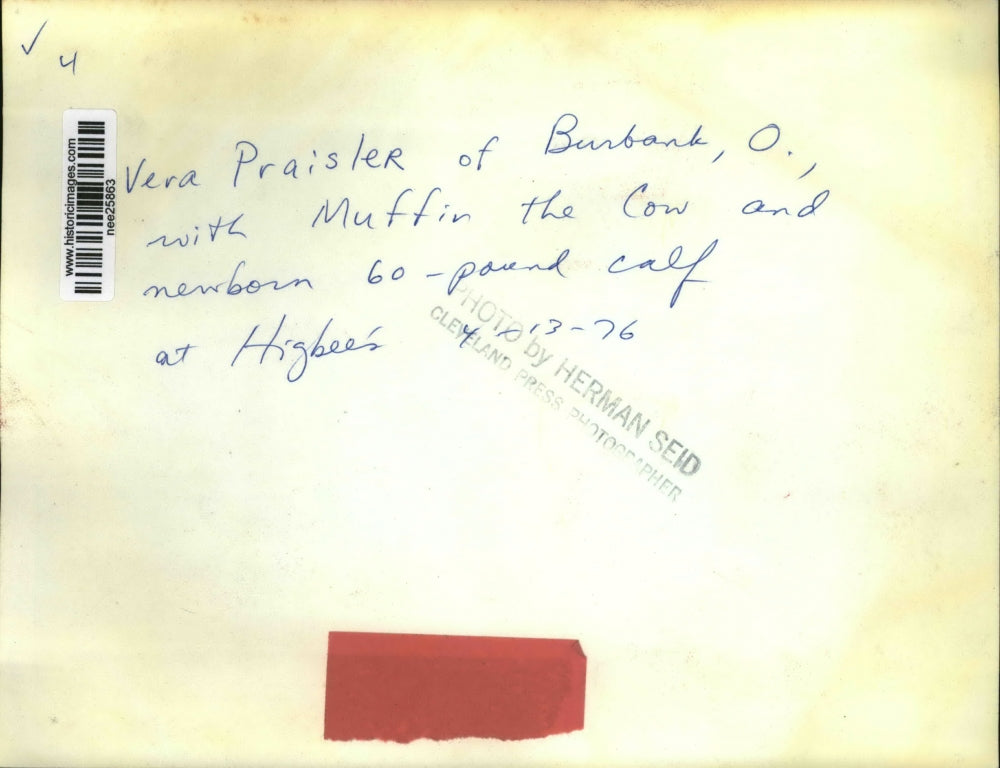 ✓ 4
www.historicimages.com
nee25863
Vera Praisler of Burbank, O.,
with Muffin the Cow and
newborn 60-pound calf
at Higbee's 4-13-76
PHOTO by HERMAN SEID
CLEVELAND PRESS PHOTOGRAPHER